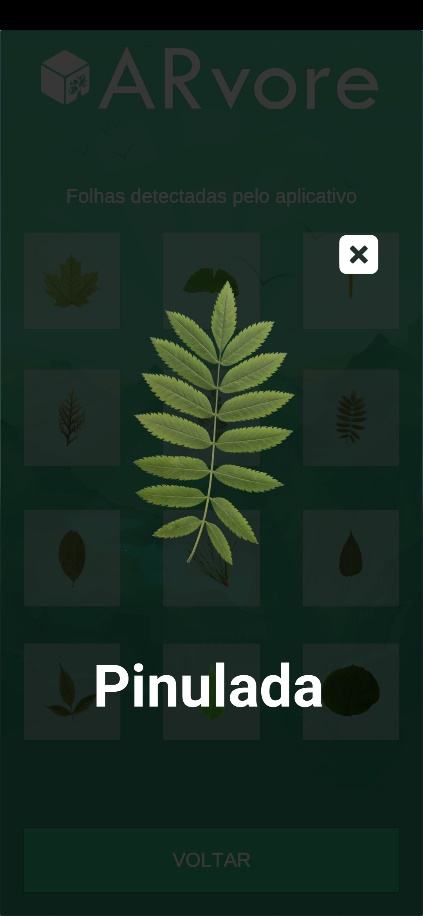 ARvore
Folhas detectadas pelo aplicativo
Pinulada
VOLTAR